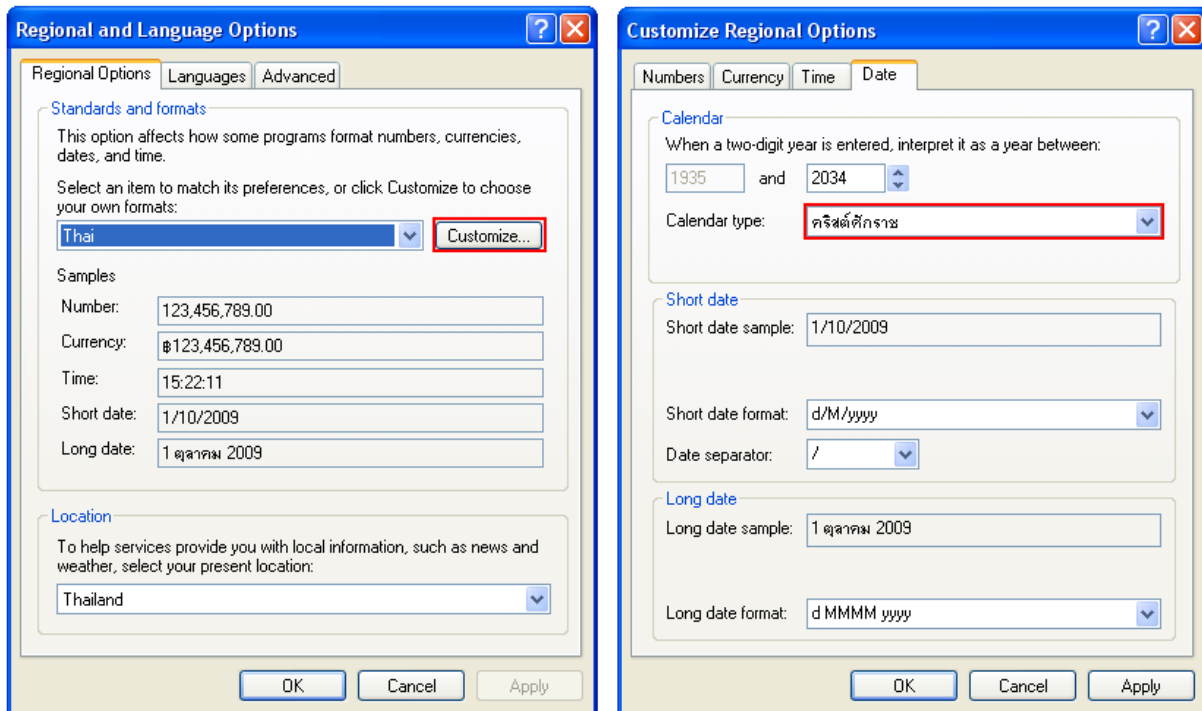 Regional and Language Options
Regional Options Languages Advanced
Standards and formats
This option affects how some programs format numbers, currencies,
dates, and time.
Select an item to match its preferences, or click Customize to choose
your own formats:
Thai Customize...
Samples
Number: 123,456,789.00
Currency: ฿123,456,789.00
Time: 15:22:11
Short date: 1/10/2009
Long date: 1 ตุลาคม 2009
Location
To help services provide you with local information, such as news and
weather, select your present location:
Thailand
OK Cancel Apply
Customize Regional Options
Numbers Currency Time Date
Calendar
When a two-digit year is entered, interpret it as a year between:
1935 and 2034
Calendar type: คริสต์ศักราช
Short date
Short date sample: 1/10/2009
Short date format: d/M/yyyy
Date separator: /
Long date
Long date sample: 1 ตุลาคม 2009
Long date format: d MMMM yyyy
OK Cancel Apply